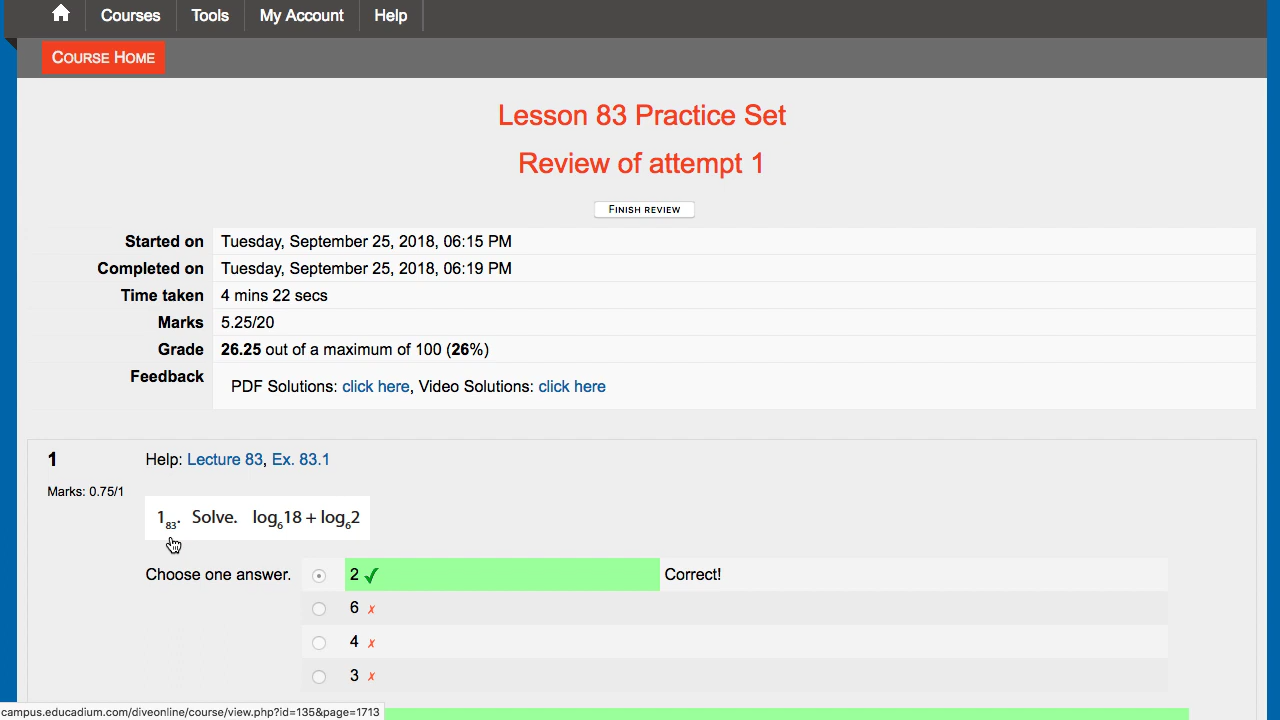 Courses Tools My Account Help
COURSE HOME
Lesson 83 Practice Set
Review of attempt 1
FINISH REVIEW
Started on Tuesday, September 25, 2018, 06:15 PM
Completed on Tuesday, September 25, 2018, 06:19 PM
Time taken 4 mins 22 secs
Marks 5.25/20
Grade 26.25 out of a maximum of 100 (26%)
Feedback PDF Solutions: click here, Video Solutions: click here
1 Help: Lecture 83, Ex. 83.1
Marks: 0.75/1
1₈₃. Solve. log₆18 + log₆2
Choose one answer. 2 ✓ Correct!
6 ✗
4 ✗
3 ✗
campus.educadium.com/diveonline/course/view.php?id=135&page=1713